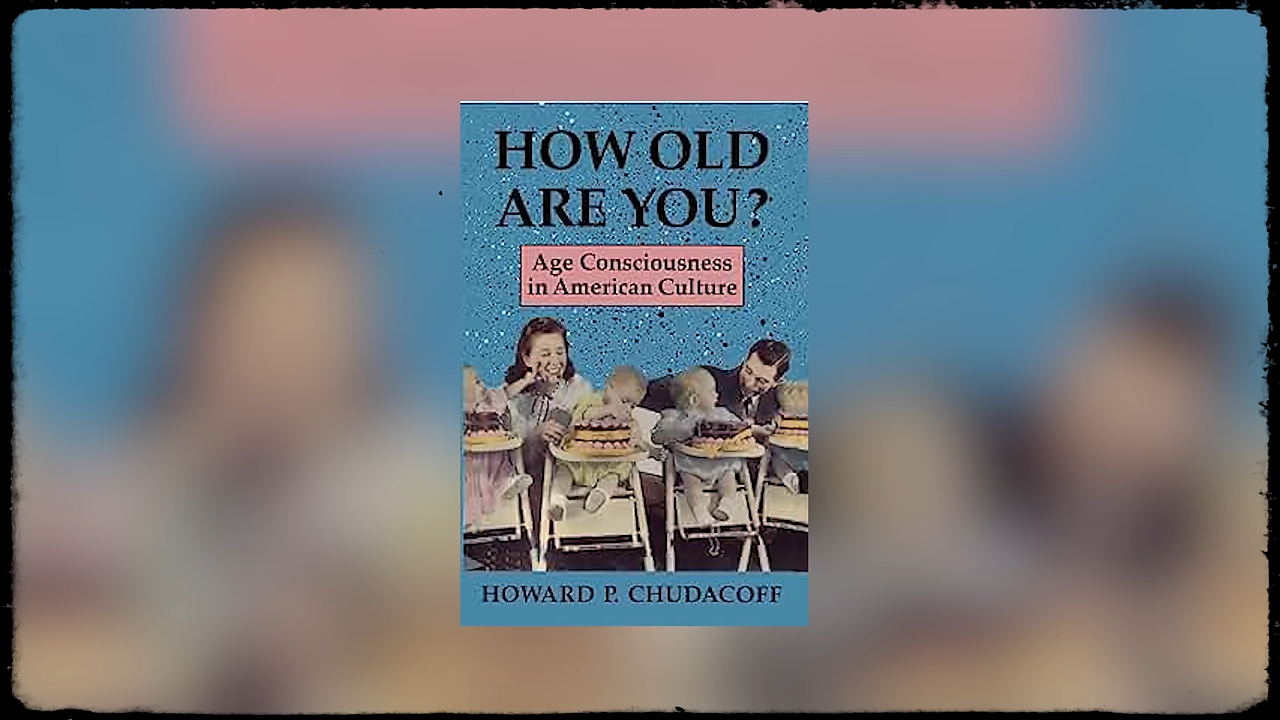 HOW OLD
ARE YOU?
Age Consciousness
in American Culture
HOWARD P. CHUDACOFF